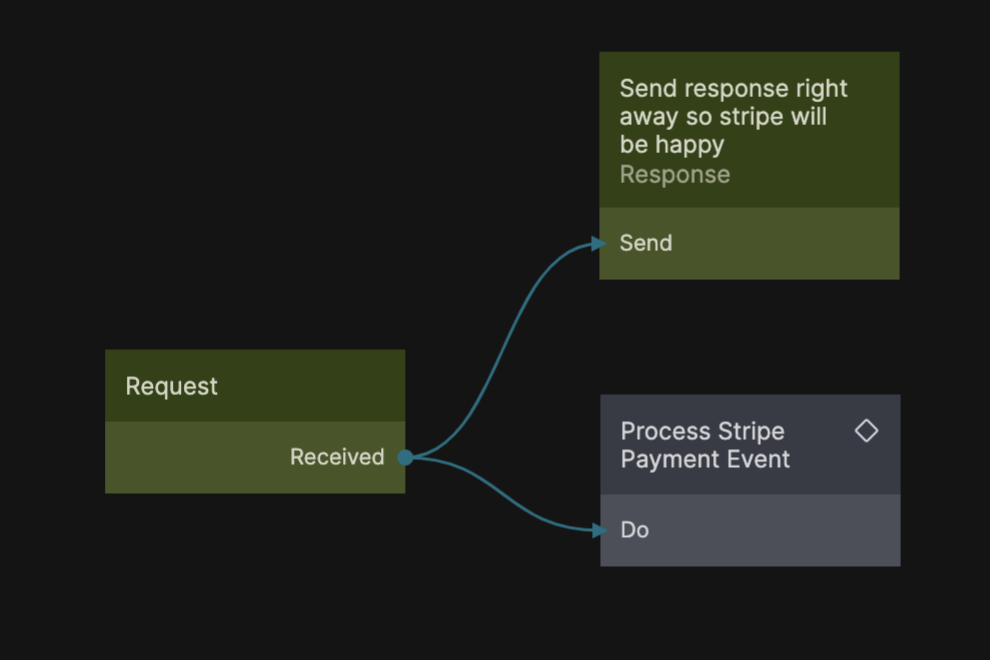 Send response right
away so stripe will
be happy
Response
Send
Request
Received
Process Stripe
Payment Event
Do